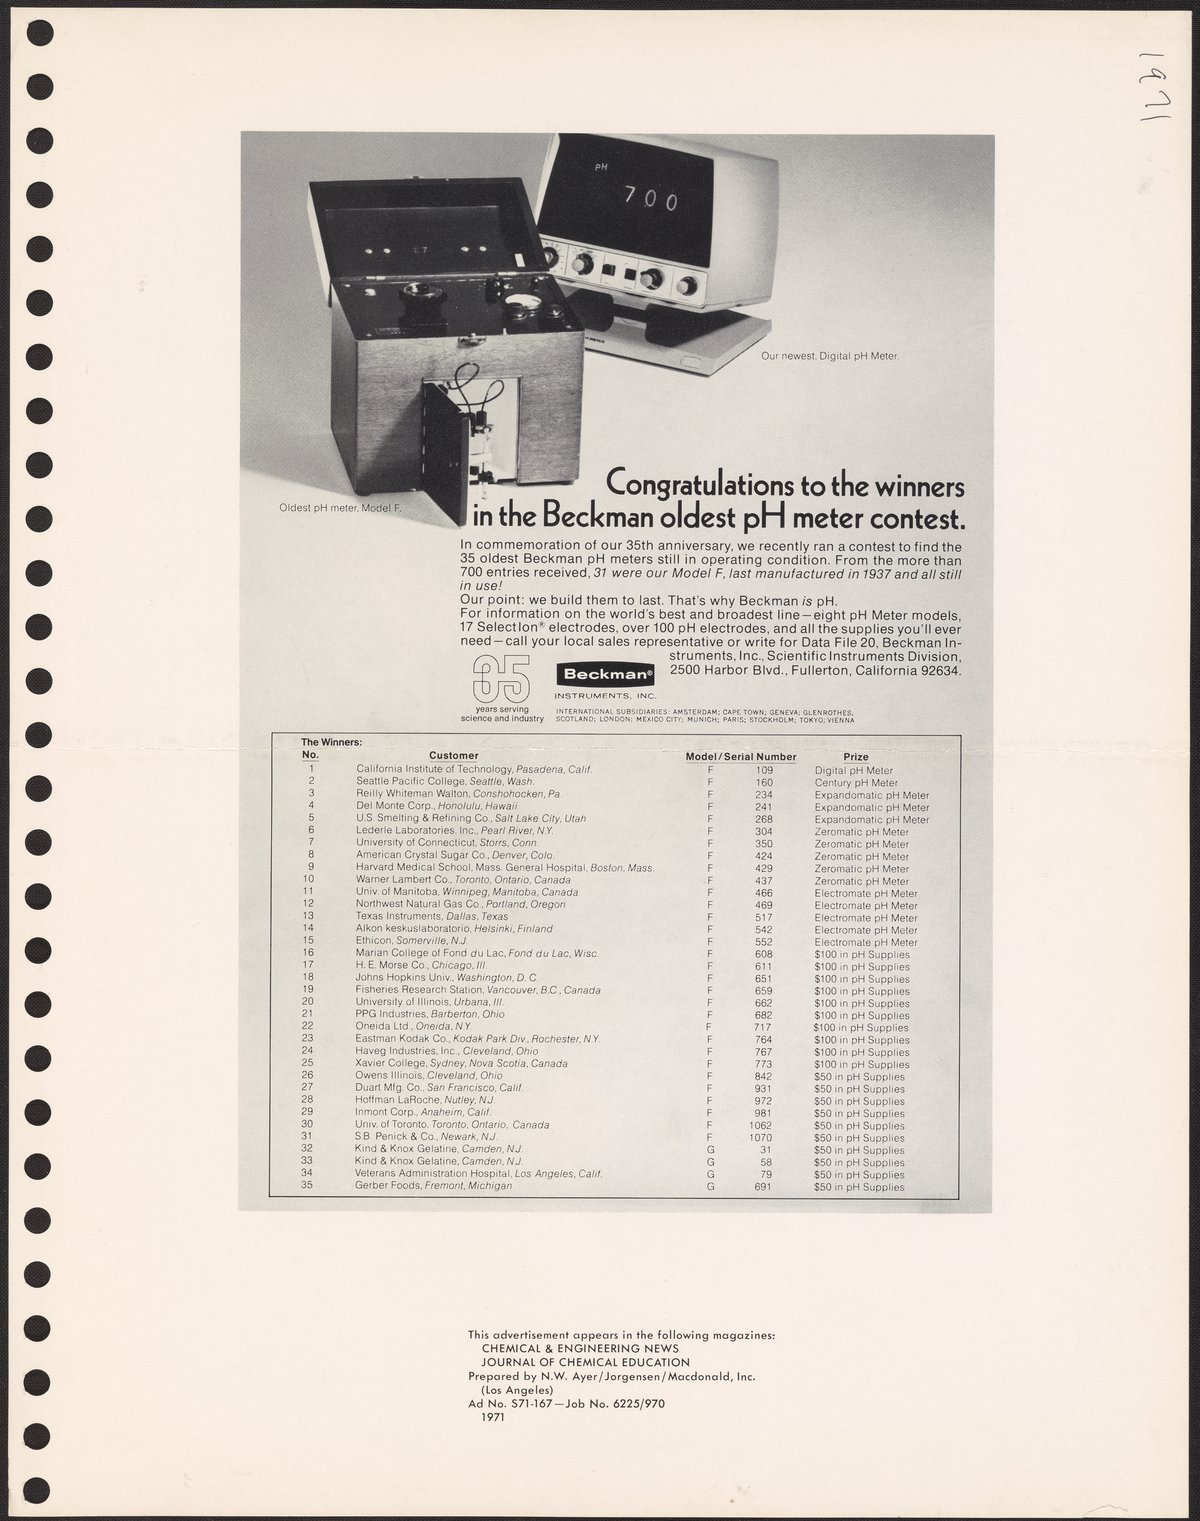 1971
pH
700
Our newest. Digital pH Meter.
Oldest pH meter, Model F.
Congratulations to the winners
in the Beckman oldest pH meter contest.
In commemoration of our 35th anniversary, we recently ran a contest to find the
35 oldest Beckman pH meters still in operating condition. From the more than
700 entries received, 31 were our Model F, last manufactured in 1937 and all still
in use!
Our point: we build them to last. That's why Beckman is pH.
For information on the world's best and broadest line—eight pH Meter models,
17 SelectIon® electrodes, over 100 pH electrodes, and all the supplies you'll ever
need—call your local sales representative or write for Data File 20, Beckman In-
struments, Inc., Scientific Instruments Division,
2500 Harbor Blvd., Fullerton, California 92634.
35
years serving
science and industry
Beckman®
INSTRUMENTS, INC.
INTERNATIONAL SUBSIDIARIES: AMSTERDAM; CAPE TOWN; GENEVA; GLENROTHES,
SCOTLAND; LONDON; MEXICO CITY; MUNICH; PARIS; STOCKHOLM; TOKYO; VIENNA
The Winners:
No. Customer Model/Serial Number Prize
1 California Institute of Technology, Pasadena, Calif. F 109 Digital pH Meter
2 Seattle Pacific College, Seattle, Wash. F 160 Century pH Meter
3 Reilly Whiteman Walton, Conshohocken, Pa. F 234 Expandomatic pH Meter
4 Del Monte Corp., Honolulu, Hawaii F 241 Expandomatic pH Meter
5 U.S. Smelting & Refining Co., Salt Lake City, Utah F 268 Expandomatic pH Meter
6 Lederle Laboratories, Inc., Pearl River, N.Y. F 304 Zeromatic pH Meter
7 University of Connecticut, Storrs, Conn. F 350 Zeromatic pH Meter
8 American Crystal Sugar Co., Denver, Colo. F 424 Zeromatic pH Meter
9 Harvard Medical School, Mass. General Hospital, Boston, Mass. F 429 Zeromatic pH Meter
10 Warner Lambert Co., Toronto, Ontario, Canada F 437 Zeromatic pH Meter
11 Univ. of Manitoba, Winnipeg, Manitoba, Canada F 466 Electromate pH Meter
12 Northwest Natural Gas Co., Portland, Oregon F 469 Electromate pH Meter
13 Texas Instruments, Dallas, Texas F 517 Electromate pH Meter
14 Alkon keskuslaboratorio, Helsinki, Finland F 542 Electromate pH Meter
15 Ethicon, Somerville, N.J. F 552 Electromate pH Meter
16 Marian College of Fond du Lac, Fond du Lac, Wisc. F 608 $100 in pH Supplies
17 H. E. Morse Co., Chicago, Ill. F 611 $100 in pH Supplies
18 Johns Hopkins Univ., Washington, D.C. F 651 $100 in pH Supplies
19 Fisheries Research Station, Vancouver, B.C., Canada F 659 $100 in pH Supplies
20 University of Illinois, Urbana, Ill. F 662 $100 in pH Supplies
21 PPG Industries, Barberton, Ohio F 682 $100 in pH Supplies
22 Oneida Ltd., Oneida, N.Y. F 717 $100 in pH Supplies
23 Eastman Kodak Co., Kodak Park Div., Rochester, N.Y. F 764 $100 in pH Supplies
24 Haveg Industries, Inc., Cleveland, Ohio F 767 $100 in pH Supplies
25 Xavier College, Sydney, Nova Scotia, Canada F 773 $100 in pH Supplies
26 Owens Illinois, Cleveland, Ohio F 842 $50 in pH Supplies
27 Duart Mfg. Co., San Francisco, Calif. F 931 $50 in pH Supplies
28 Hoffman LaRoche, Nutley, N.J. F 972 $50 in pH Supplies
29 Inmont Corp., Anaheim, Calif. F 981 $50 in pH Supplies
30 Univ. of Toronto, Toronto, Ontario, Canada F 1062 $50 in pH Supplies
31 S.B. Penick & Co., Newark, N.J. F 1070 $50 in pH Supplies
32 Kind & Knox Gelatine, Camden, N.J. G 31 $50 in pH Supplies
33 Kind & Knox Gelatine, Camden, N.J. G 58 $50 in pH Supplies
34 Veterans Administration Hospital, Los Angeles, Calif. G 79 $50 in pH Supplies
35 Gerber Foods, Fremont, Michigan G 691 $50 in pH Supplies
This advertisement appears in the following magazines:
CHEMICAL & ENGINEERING NEWS
JOURNAL OF CHEMICAL EDUCATION
Prepared by N.W. Ayer/Jorgensen/Macdonald, Inc.
(Los Angeles)
Ad No. S71-167—Job No. 6225/970
1971